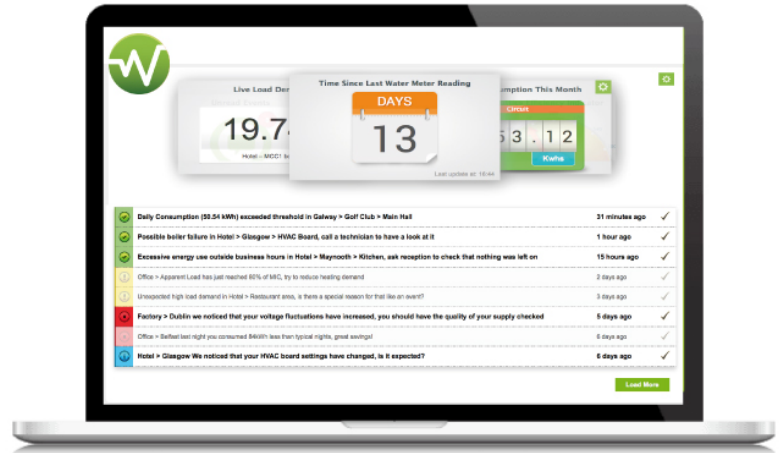 Live Load Der
Time Since Last Water Meter Reading
mption This Month
DAYS
Circuit
19.7
13
53.12
Hotel – MCC1 b
Kwhs
Last update at: 16:44
Daily Consumption (50.54 kWh) exceeded threshold in Galway > Golf Club > Main Hall
31 minutes ago
Possible boiler failure in Hotel > Glasgow > HVAC Board, call a technician to have a look at it
1 hour ago
Excessive energy use outside business hours in Hotel > Maynooth > Kitchen, ask reception to check that nothing was left on
15 hours ago
Office > Apparent Load has just reached 80% of MIC, try to reduce heating demand
2 days ago
Unexpected high load demand in Hotel > Restaurant area, is there a special reason for that like an event?
3 days ago
Factory > Dublin we noticed that your voltage fluctuations have increased, you should have the quality of your supply checked
5 days ago
Office > Belfast last night you consumed 84kWh less than typical nights, great savings!
6 days ago
Hotel > Glasgow We noticed that your HVAC board settings have changed, is it expected?
6 days ago
Load More